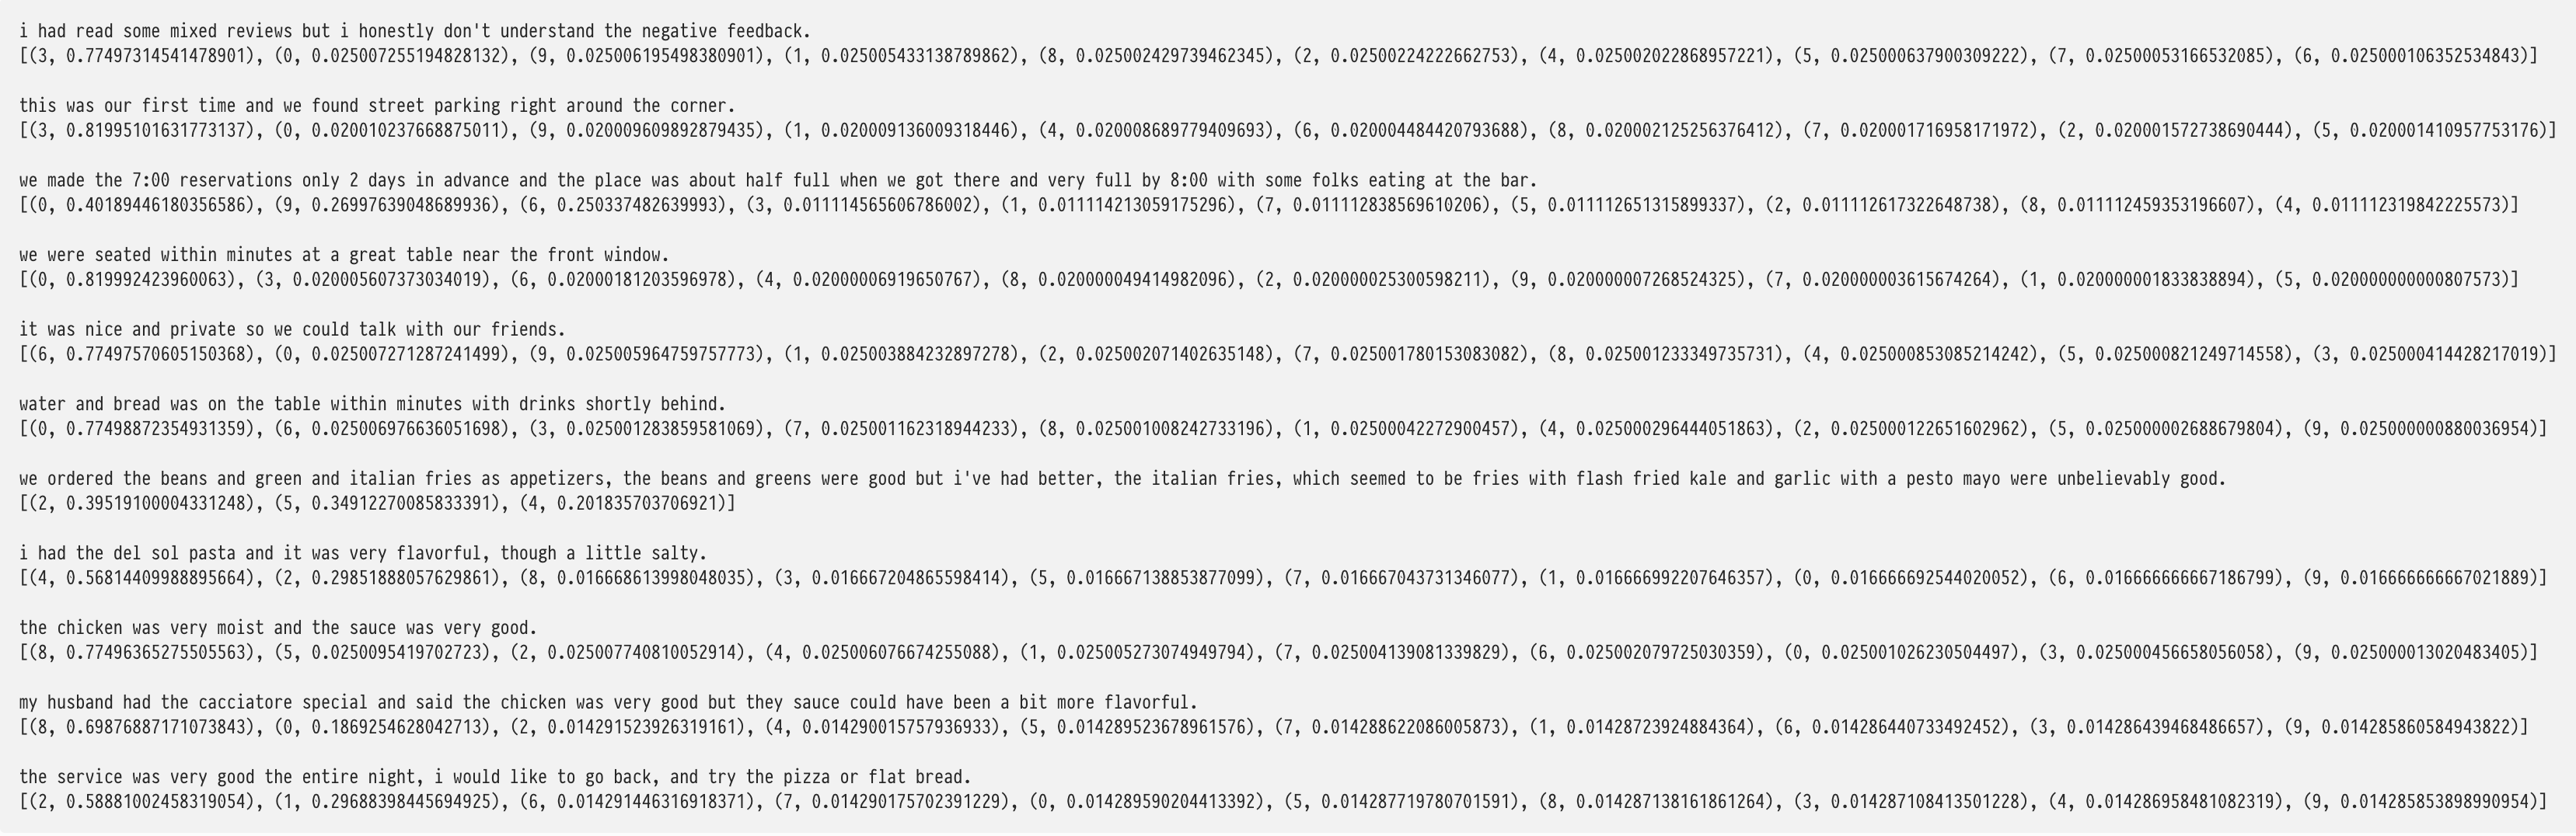 i had read some mixed reviews but i honestly don't understand the negative feedback.
[(3, 0.77497314541478901), (0, 0.025007255194828132), (9, 0.025006195498380901), (1, 0.025005433138789862), (8, 0.025002429739462345), (2, 0.02500224222662753), (4, 0.025002022868957221), (5, 0.025000637900309222), (7, 0.02500053166532085), (6, 0.025000106352534843)]
this was our first time and we found street parking right around the corner.
[(3, 0.81995101631773137), (0, 0.020010237668875011), (9, 0.020009609892879435), (1, 0.020009136009318446), (4, 0.020008689779409693), (6, 0.020004484420793688), (8, 0.020002125256376412), (7, 0.020001716958171972), (2, 0.020001572738690444), (5, 0.020001410957753176)]
we made the 7:00 reservations only 2 days in advance and the place was about half full when we got there and very full by 8:00 with some folks eating at the bar.
[(0, 0.40189446180356586), (9, 0.26997639048689936), (6, 0.250337482639993), (3, 0.011114565606786002), (1, 0.011114213059175296), (7, 0.011112838569610206), (5, 0.011112651315899337), (2, 0.011112617322648738), (8, 0.011112459353196607), (4, 0.011112319842225573)]
we were seated within minutes at a great table near the front window.
[(0, 0.819992423960063), (3, 0.020005607373034019), (6, 0.02000181203596978), (4, 0.02000006919650767), (8, 0.020000049414982096), (2, 0.020000025300598211), (9, 0.020000007268524325), (7, 0.020000003615674264), (1, 0.020000001833838894), (5, 0.020000000000807573)]
it was nice and private so we could talk with our friends.
[(6, 0.77497570605150368), (0, 0.025007271287241499), (9, 0.025005964759757773), (1, 0.025003884232897278), (2, 0.025002071402635148), (7, 0.025001780153083082), (8, 0.025001233349735731), (4, 0.025000853085214242), (5, 0.025000821249714558), (3, 0.025000414428217019)]
water and bread was on the table within minutes with drinks shortly behind.
[(0, 0.77498872354931359), (6, 0.025006976636051698), (3, 0.025001283859581069), (7, 0.025001162318944233), (8, 0.025001008242733196), (1, 0.02500042272900457), (4, 0.025000296444051863), (2, 0.025000122651602962), (5, 0.025000002688679804), (9, 0.025000000880036954)]
we ordered the beans and green and italian fries as appetizers, the beans and greens were good but i've had better, the italian fries, which seemed to be fries with flash fried kale and garlic with a pesto mayo were unbelievably good.
[(2, 0.39519100004331248), (5, 0.34912270085833391), (4, 0.201835703706921)]
i had the del sol pasta and it was very flavorful, though a little salty.
[(4, 0.56814409988895664), (2, 0.29851888057629861), (8, 0.016668613998048035), (3, 0.016667204865598414), (5, 0.016667138853877099), (7, 0.016667043731346077), (1, 0.016666992207646357), (0, 0.016666692544020052), (6, 0.016666666667186799), (9, 0.016666666667021889)]
the chicken was very moist and the sauce was very good.
[(8, 0.77496365275505563), (5, 0.0250095419702723), (2, 0.025007740810052914), (4, 0.025006076674255088), (1, 0.025005273074949794), (7, 0.025004139081339829), (6, 0.025002079725030359), (0, 0.025001026230504497), (3, 0.025000456658056058), (9, 0.025000013020483405)]
my husband had the cacciatore special and said the chicken was very good but they sauce could have been a bit more flavorful.
[(8, 0.69876887171073843), (0, 0.1869254628042713), (2, 0.014291523926319161), (4, 0.014290015757936933), (5, 0.014289523678961576), (7, 0.014288622086005873), (1, 0.01428723924884364), (6, 0.014286440733492452), (3, 0.014286439468486657), (9, 0.014285860584943822)]
the service was very good the entire night, i would like to go back, and try the pizza or flat bread.
[(2, 0.58881002458319054), (1, 0.29688398445694925), (6, 0.014291446316918371), (7, 0.014290175702391229), (0, 0.014289590204413392), (5, 0.014287719780701591), (8, 0.014287138161861264), (3, 0.014287108413501228), (4, 0.014286958481082319), (9, 0.014285853898990954)]